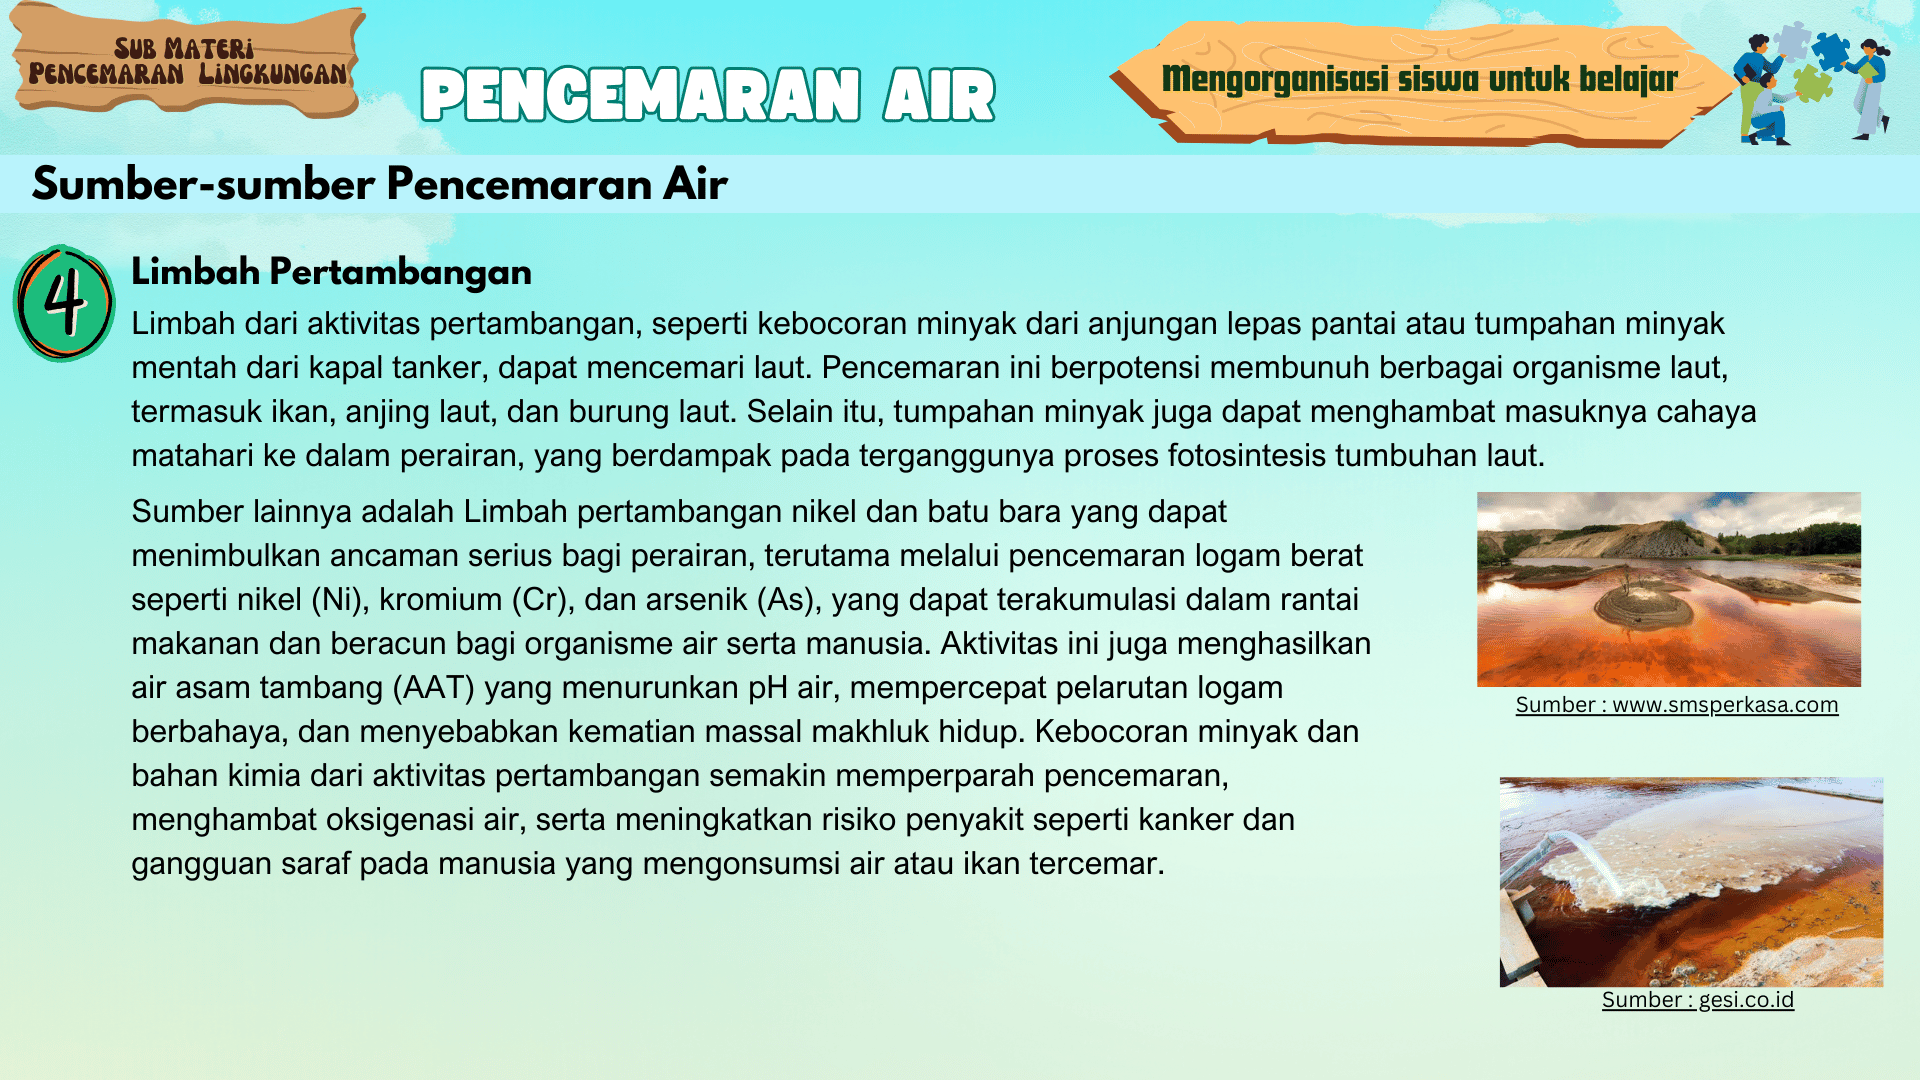 SUB MATERI
PENCEMARAN LINGKUNGAN
PENCEMARAN AIR
Mengorganisasi siswa untuk belajar
Sumber-sumber Pencemaran Air
4
Limbah Pertambangan
Limbah dari aktivitas pertambangan, seperti kebocoran minyak dari anjungan lepas pantai atau tumpahan minyak
mentah dari kapal tanker, dapat mencemari laut. Pencemaran ini berpotensi membunuh berbagai organisme laut,
termasuk ikan, anjing laut, dan burung laut. Selain itu, tumpahan minyak juga dapat menghambat masuknya cahaya
matahari ke dalam perairan, yang berdampak pada terganggunya proses fotosintesis tumbuhan laut.
Sumber lainnya adalah Limbah pertambangan nikel dan batu bara yang dapat
menimbulkan ancaman serius bagi perairan, terutama melalui pencemaran logam berat
seperti nikel (Ni), kromium (Cr), dan arsenik (As), yang dapat terakumulasi dalam rantai
makanan dan beracun bagi organisme air serta manusia. Aktivitas ini juga menghasilkan
air asam tambang (AAT) yang menurunkan pH air, mempercepat pelarutan logam
berbahaya, dan menyebabkan kematian massal makhluk hidup. Kebocoran minyak dan
bahan kimia dari aktivitas pertambangan semakin memperparah pencemaran,
menghambat oksigenasi air, serta meningkatkan risiko penyakit seperti kanker dan
gangguan saraf pada manusia yang mengonsumsi air atau ikan tercemar.
Sumber : www.smsperkasa.com
Sumber : gesi.co.id